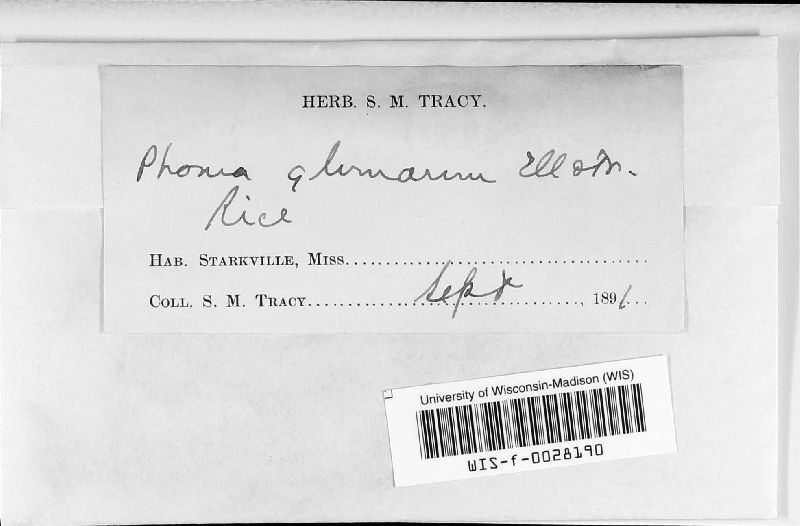 HERB. S. M. TRACY.
Phoma glumarum Ell & Tr.
Rice
HAB. STARKVILLE, MISS.
COLL. S. M. TRACY. Sept, 1891
University of Wisconsin-Madison (WIS)
WIS-f-0028190